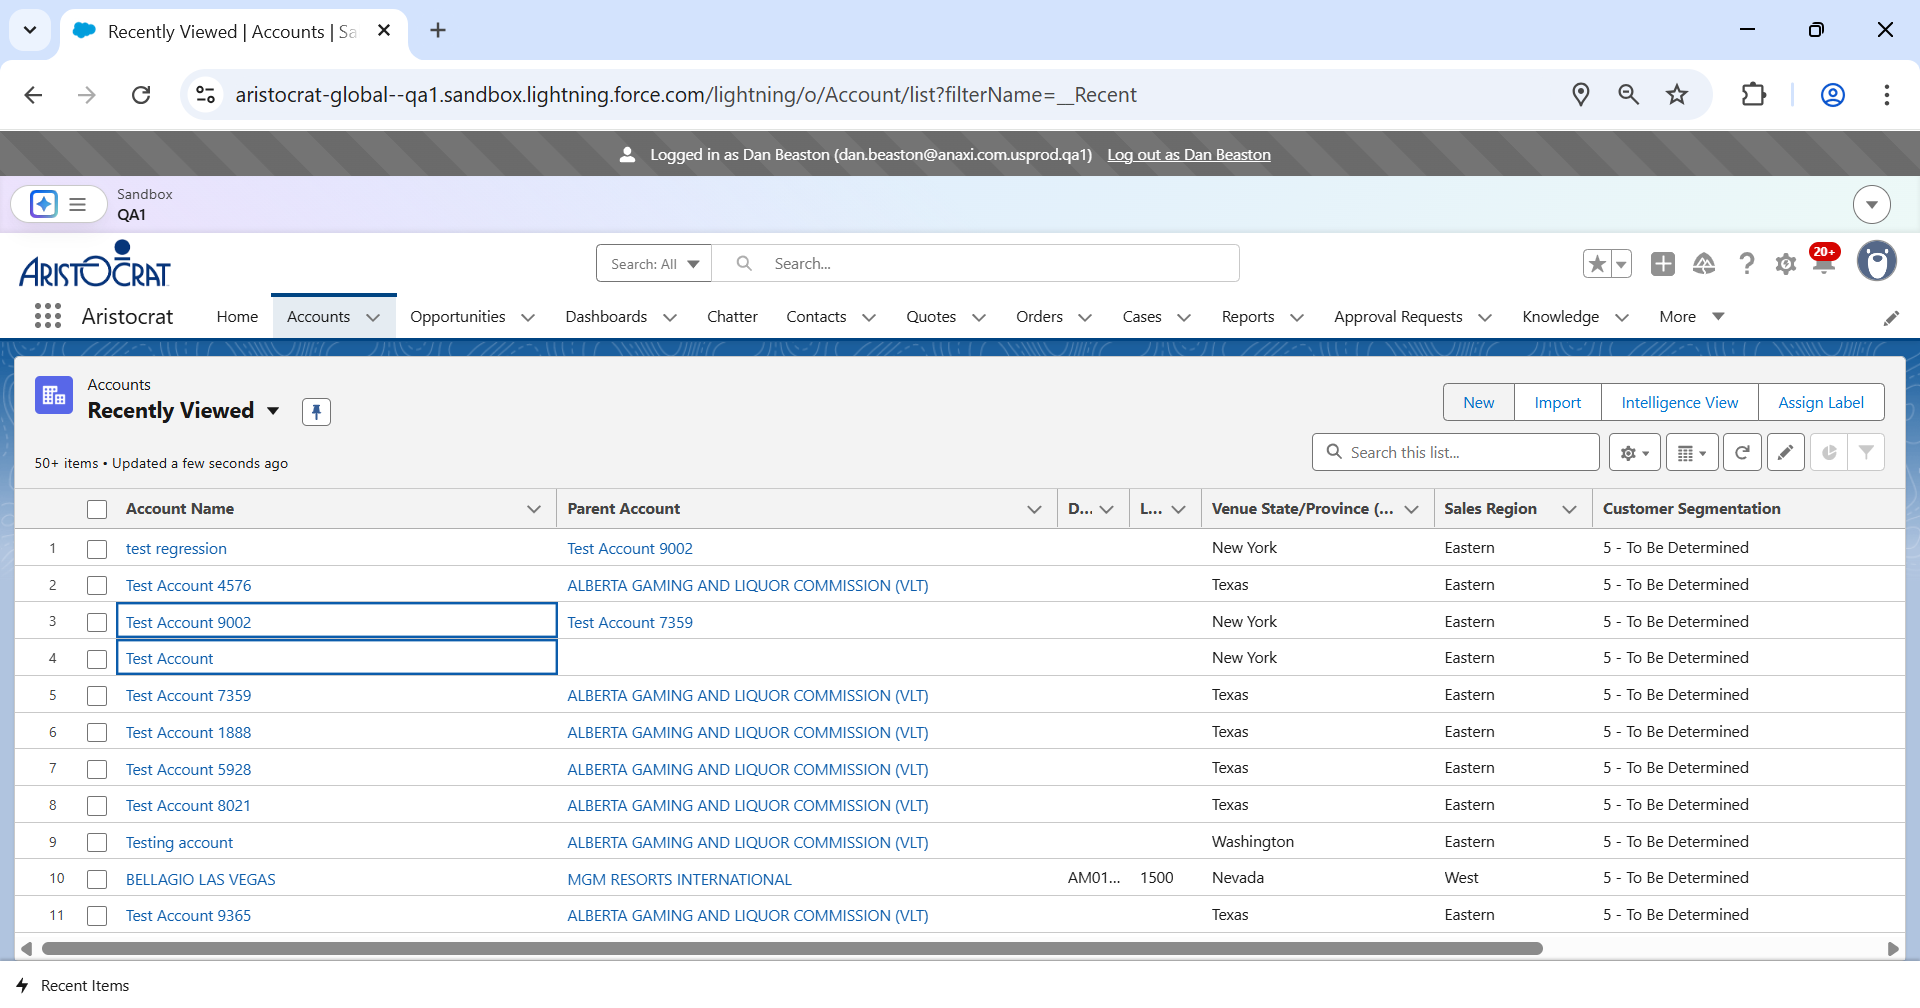 Recently Viewed | Accounts | Sa
aristocrat-global--qa1.sandbox.lightning.force.com/lightning/o/Account/list?filterName=__Recent
Logged in as Dan Beaston (dan.beaston@anaxi.com.usprod.qa1) Log out as Dan Beaston
Sandbox
QA1
ARISTOCRAT
Search: All Search...
20+
Aristocrat Home Accounts Opportunities Dashboards Chatter Contacts Quotes Orders Cases Reports Approval Requests Knowledge More
Accounts
Recently Viewed
New Import Intelligence View Assign Label
50+ items • Updated a few seconds ago
Search this list...
Account Name Parent Account D... L... Venue State/Province (... Sales Region Customer Segmentation
1 test regression Test Account 9002 New York Eastern 5 - To Be Determined
2 Test Account 4576 ALBERTA GAMING AND LIQUOR COMMISSION (VLT) Texas Eastern 5 - To Be Determined
3 Test Account 9002 Test Account 7359 New York Eastern 5 - To Be Determined
4 Test Account New York Eastern 5 - To Be Determined
5 Test Account 7359 ALBERTA GAMING AND LIQUOR COMMISSION (VLT) Texas Eastern 5 - To Be Determined
6 Test Account 1888 ALBERTA GAMING AND LIQUOR COMMISSION (VLT) Texas Eastern 5 - To Be Determined
7 Test Account 5928 ALBERTA GAMING AND LIQUOR COMMISSION (VLT) Texas Eastern 5 - To Be Determined
8 Test Account 8021 ALBERTA GAMING AND LIQUOR COMMISSION (VLT) Texas Eastern 5 - To Be Determined
9 Testing account ALBERTA GAMING AND LIQUOR COMMISSION (VLT) Washington Eastern 5 - To Be Determined
10 BELLAGIO LAS VEGAS MGM RESORTS INTERNATIONAL AM01... 1500 Nevada West 5 - To Be Determined
11 Test Account 9365 ALBERTA GAMING AND LIQUOR COMMISSION (VLT) Texas Eastern 5 - To Be Determined
Recent Items